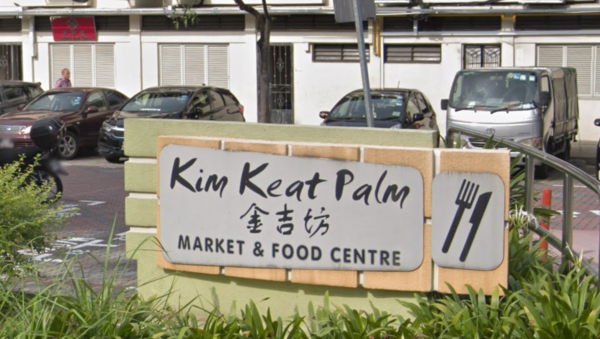 Kim Keat Palm
金吉坊
MARKET & FOOD CENTRE